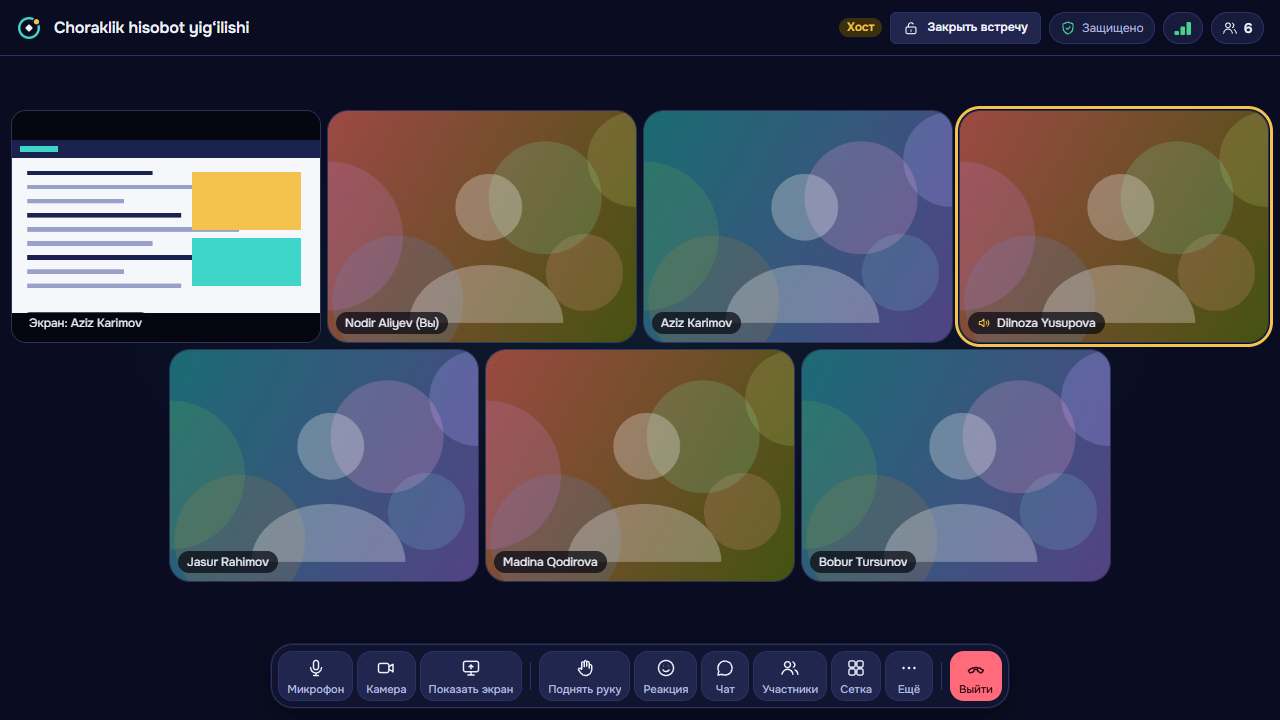 Choraklik hisobot yig‘ilishi
Хост
Закрыть встречу
Защищено
6
Экран: Aziz Karimov
Nodir Aliyev (Вы)
Aziz Karimov
Dilnoza Yusupova
Jasur Rahimov
Madina Qodirova
Bobur Tursunov
Микрофон
Камера
Показать экран
Поднять руку
Реакция
Чат
Участники
Сетка
Ещё
Выйти